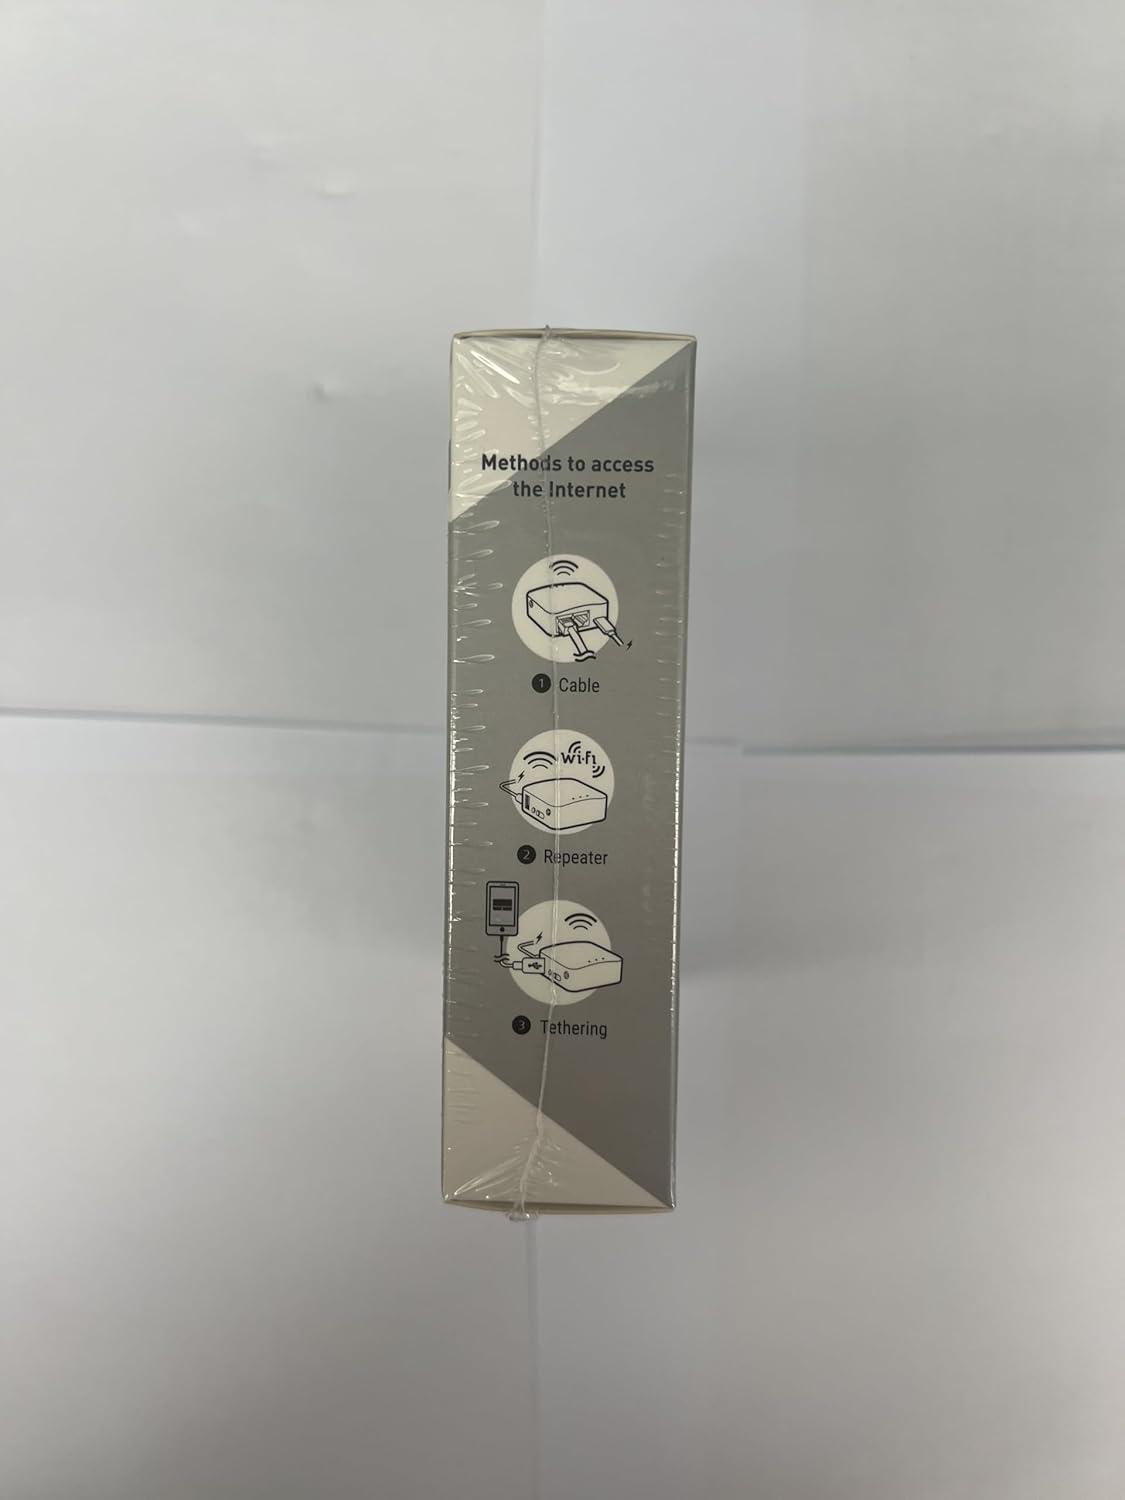 Methods to access
the Internet
1 Cable
Wi-Fi
2 Repeater
3 Tethering